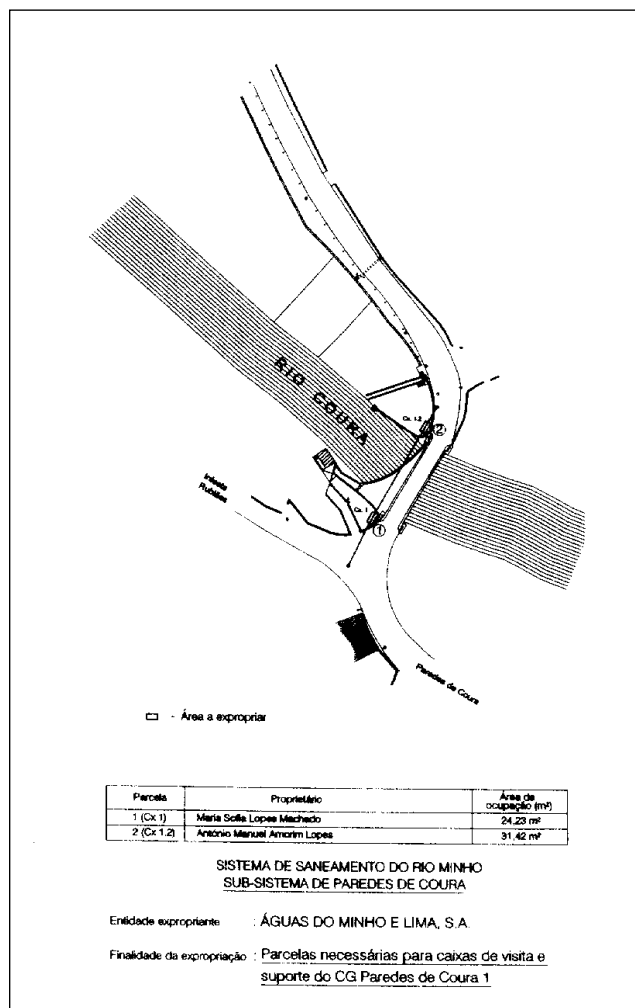 RIO COURA
Cx. 1.2
2
Cx. 1
1
Infesta
Rubiães
Paredes de Coura
- Área a expropriar
Parcela Proprietário Área de ocupação (m²)
1 (Cx 1) Maria Sofia Lopes Machado 24,23 m²
2 (Cx 1.2) António Manuel Amorim Lopes 31,42 m²
SISTEMA DE SANEAMENTO DO RIO MINHO
SUB-SISTEMA DE PAREDES DE COURA
Entidade expropriante : ÁGUAS DO MINHO E LIMA, S.A.
Finalidade da expropriação : Parcelas necessárias para caixas de visita e
suporte do CG Paredes de Coura 1